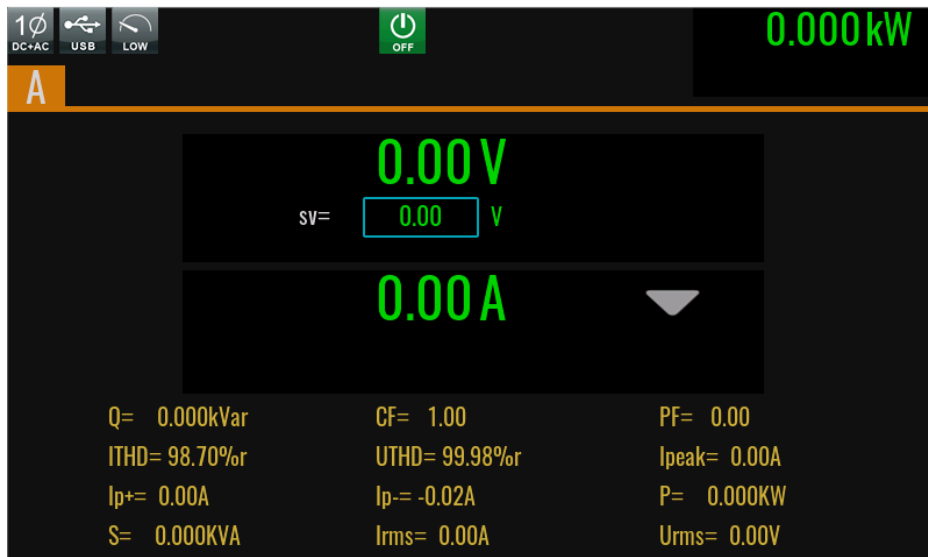 1Ø 0.000 kW
DC+AC USB LOW OFF
A
0.00 V
sv= 0.00 V
0.00 A
Q= 0.000kVar CF= 1.00 PF= 0.00
ITHD= 98.70%r UTHD= 99.98%r Ipeak= 0.00A
Ip+= 0.00A Ip-= -0.02A P= 0.000KW
S= 0.000KVA Irms= 0.00A Urms= 0.00V